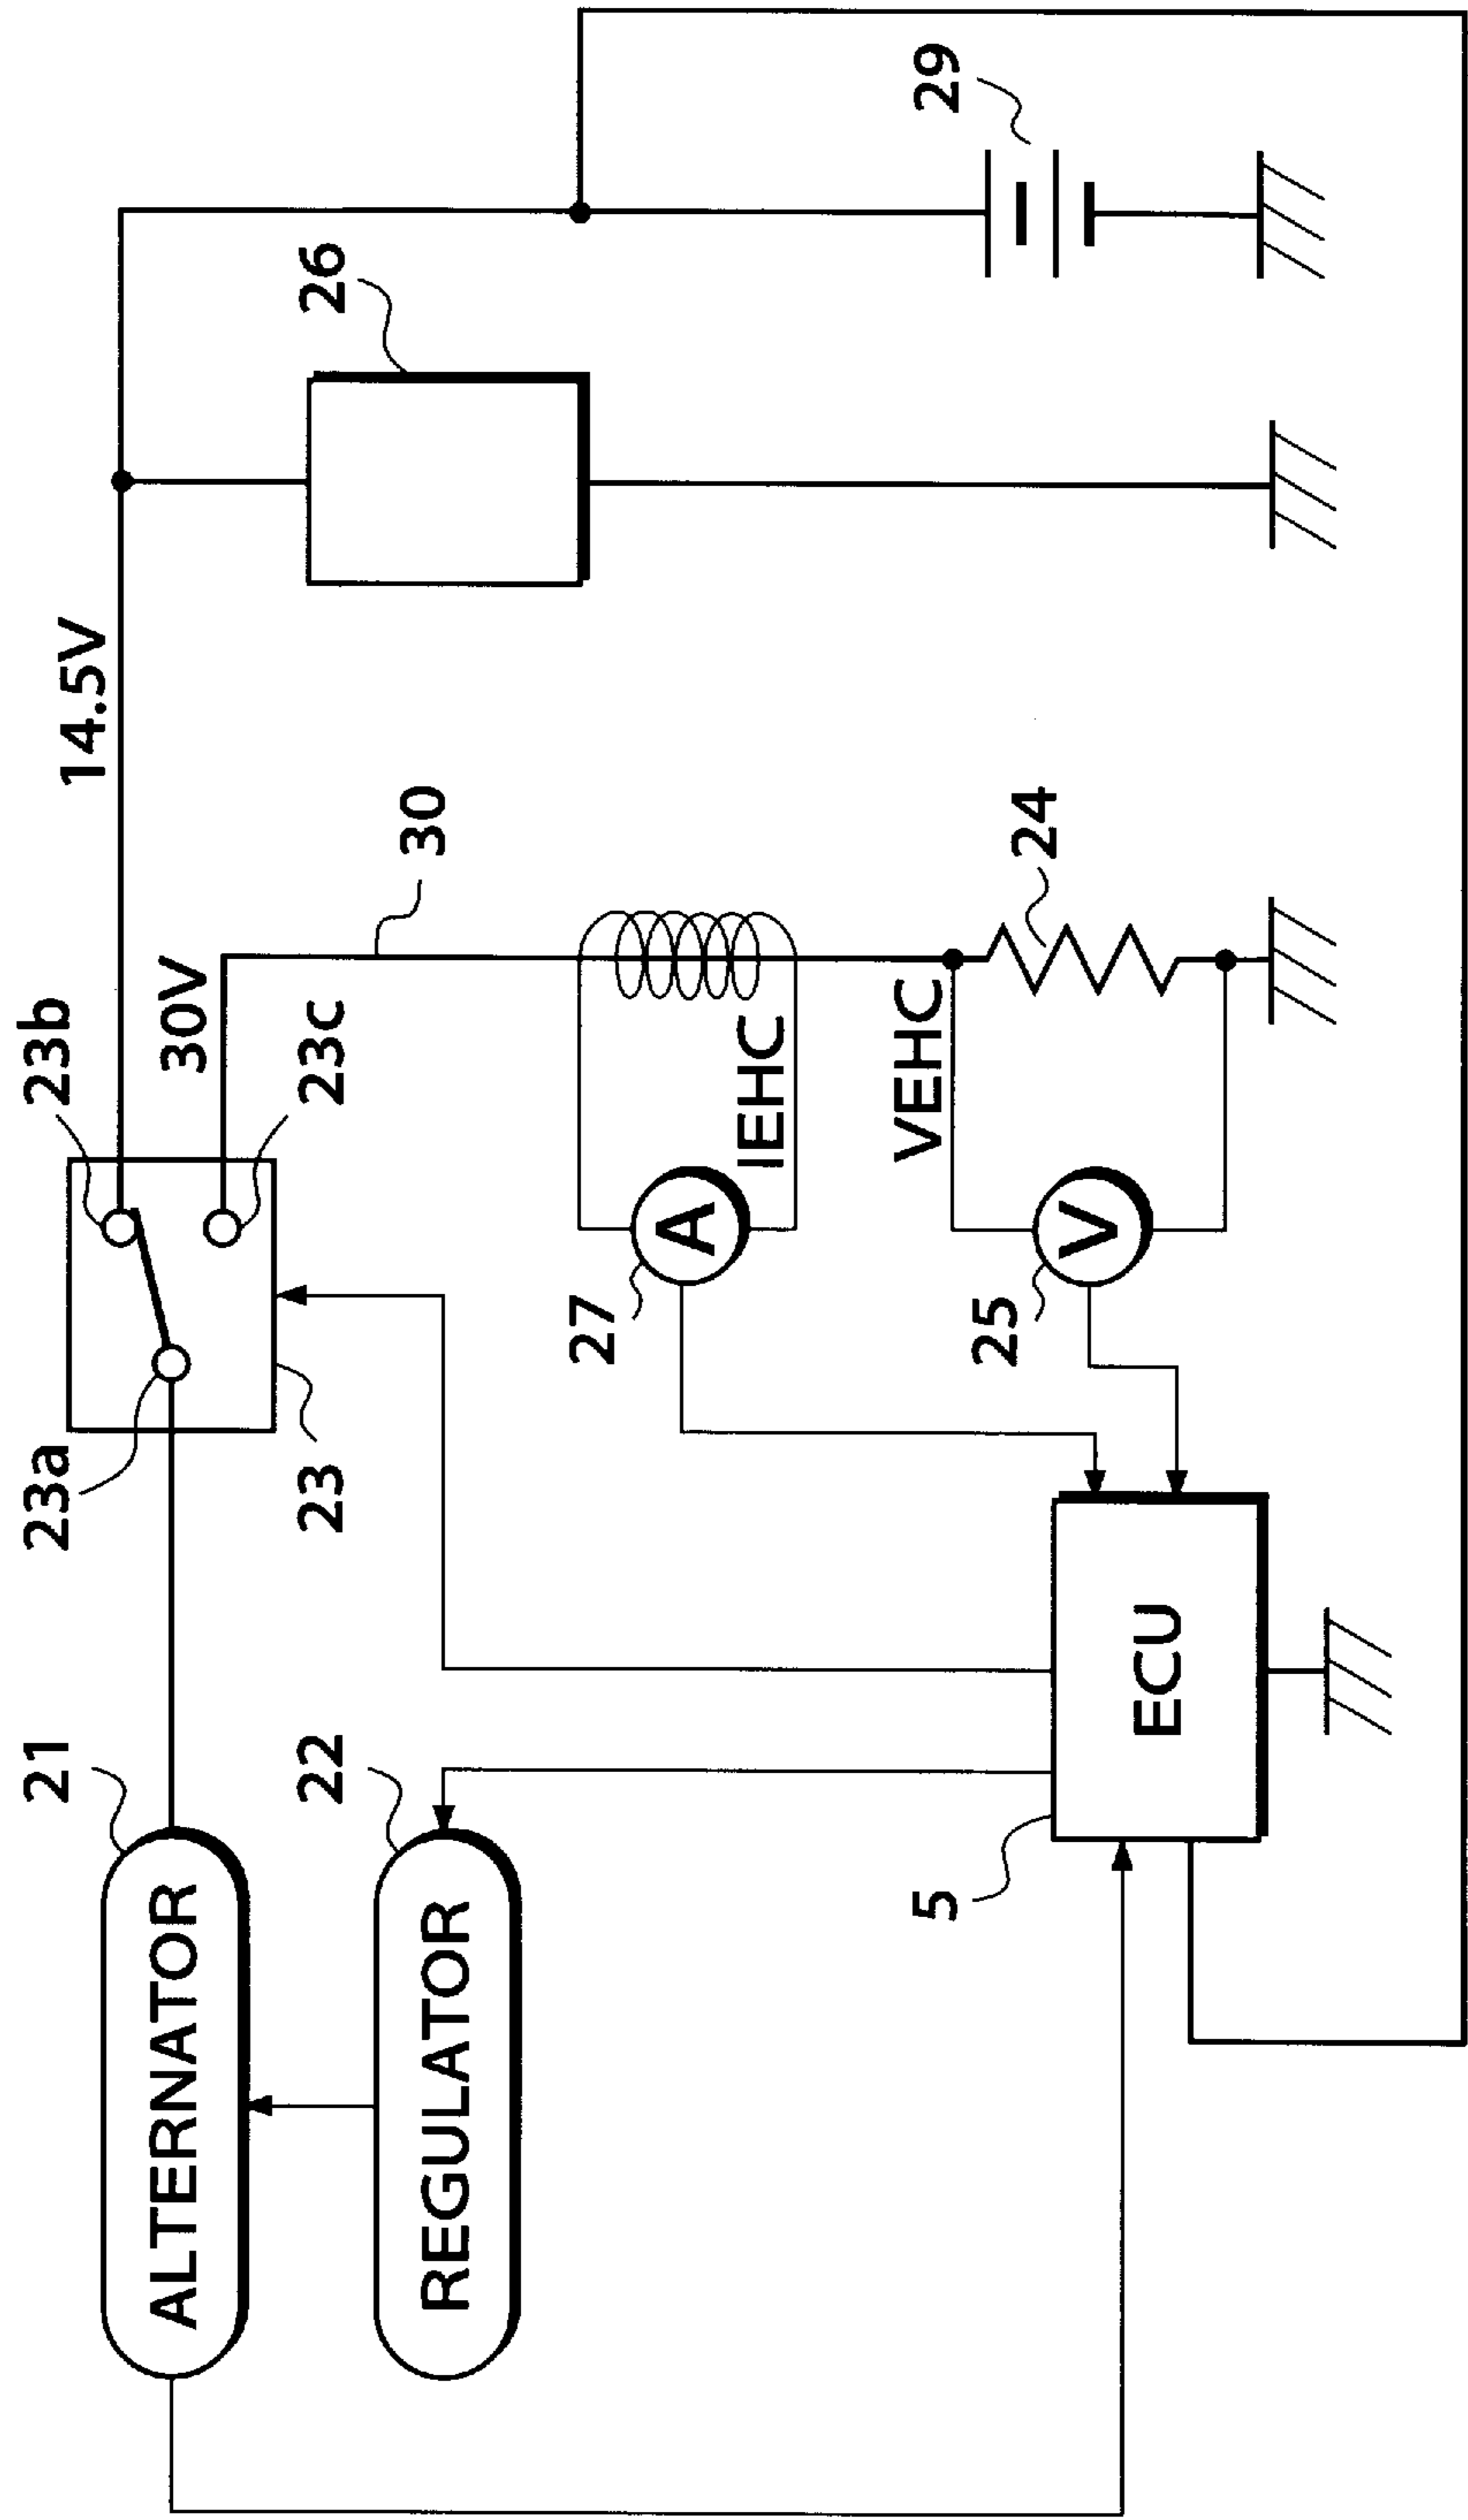 21
ALTERNATOR
22
REGULATOR
23a
23
23b
23c
30V
14.5V
30
26
29
27
A
IEHC
VEHC
25
V
24
5
ECU